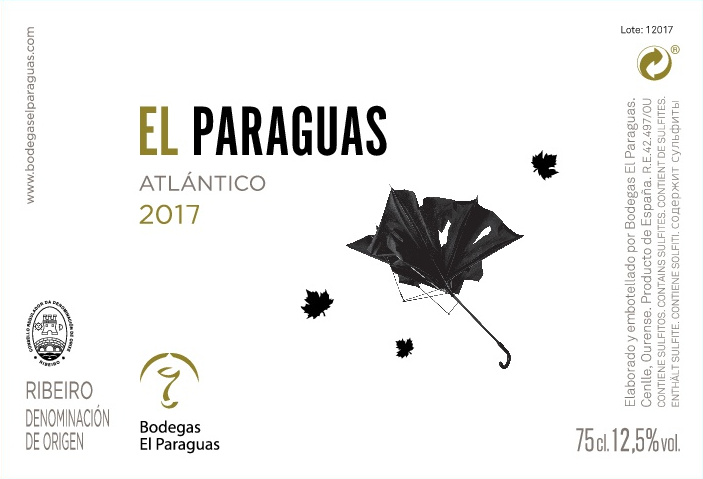 Lote: 12017
www.bodegaselparaguas.com
EL PARAGUAS
ATLÁNTICO
2017
CONSELLO REGULADOR DA DENOMINACIÓN DE ORIXE
RIBEIRO
RIBEIRO
DENOMINACIÓN
DE ORIGEN
Bodegas
El Paraguas
Elaborado y embotellado por Bodegas El Paraguas.
Cenlle, Ourense. Producto de España. R.E.42.497/OU
CONTIENE SULFITOS. CONTAINS SULFITES. CONTIENT DE SULFITES.
ENTHÄLT SULFITE. CONTIENE SOLFITI. содержит сульфиты
75 cl. 12,5% vol.
®